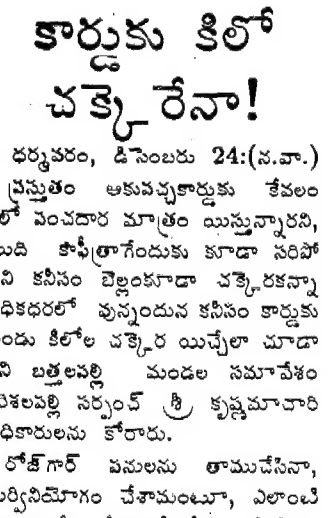 కార్డుకు కిలో
చక్కెరేనా!
ధర్మవరం, డిసెంబరు 24:(న.వా.)
ప్రస్తుతం ఆకుపచ్చకార్డుకు కేవలం
లో పంచదార మాత్రం యిస్తున్నారని,
యిది కాఫీత్రాగేందుకు కూడా సరిపో
ని కనీసం బెల్లంకూడా చక్కెరకన్నా
ధికధరలో వున్నందున కనీసం కార్డుకు
ండు కిలోల చక్కెర యిచ్చేలా చూడా
ని బత్తలపల్లి మండల సమావేశం
సర్పంచ్ శ్రీ కృష్ణమాచారి
ధికారులను కోరారు.
రోజ్‌గార్ పనులను తాముచేసినా,
ర్వినియోగం చేశామంటూ, ఎలాంటి